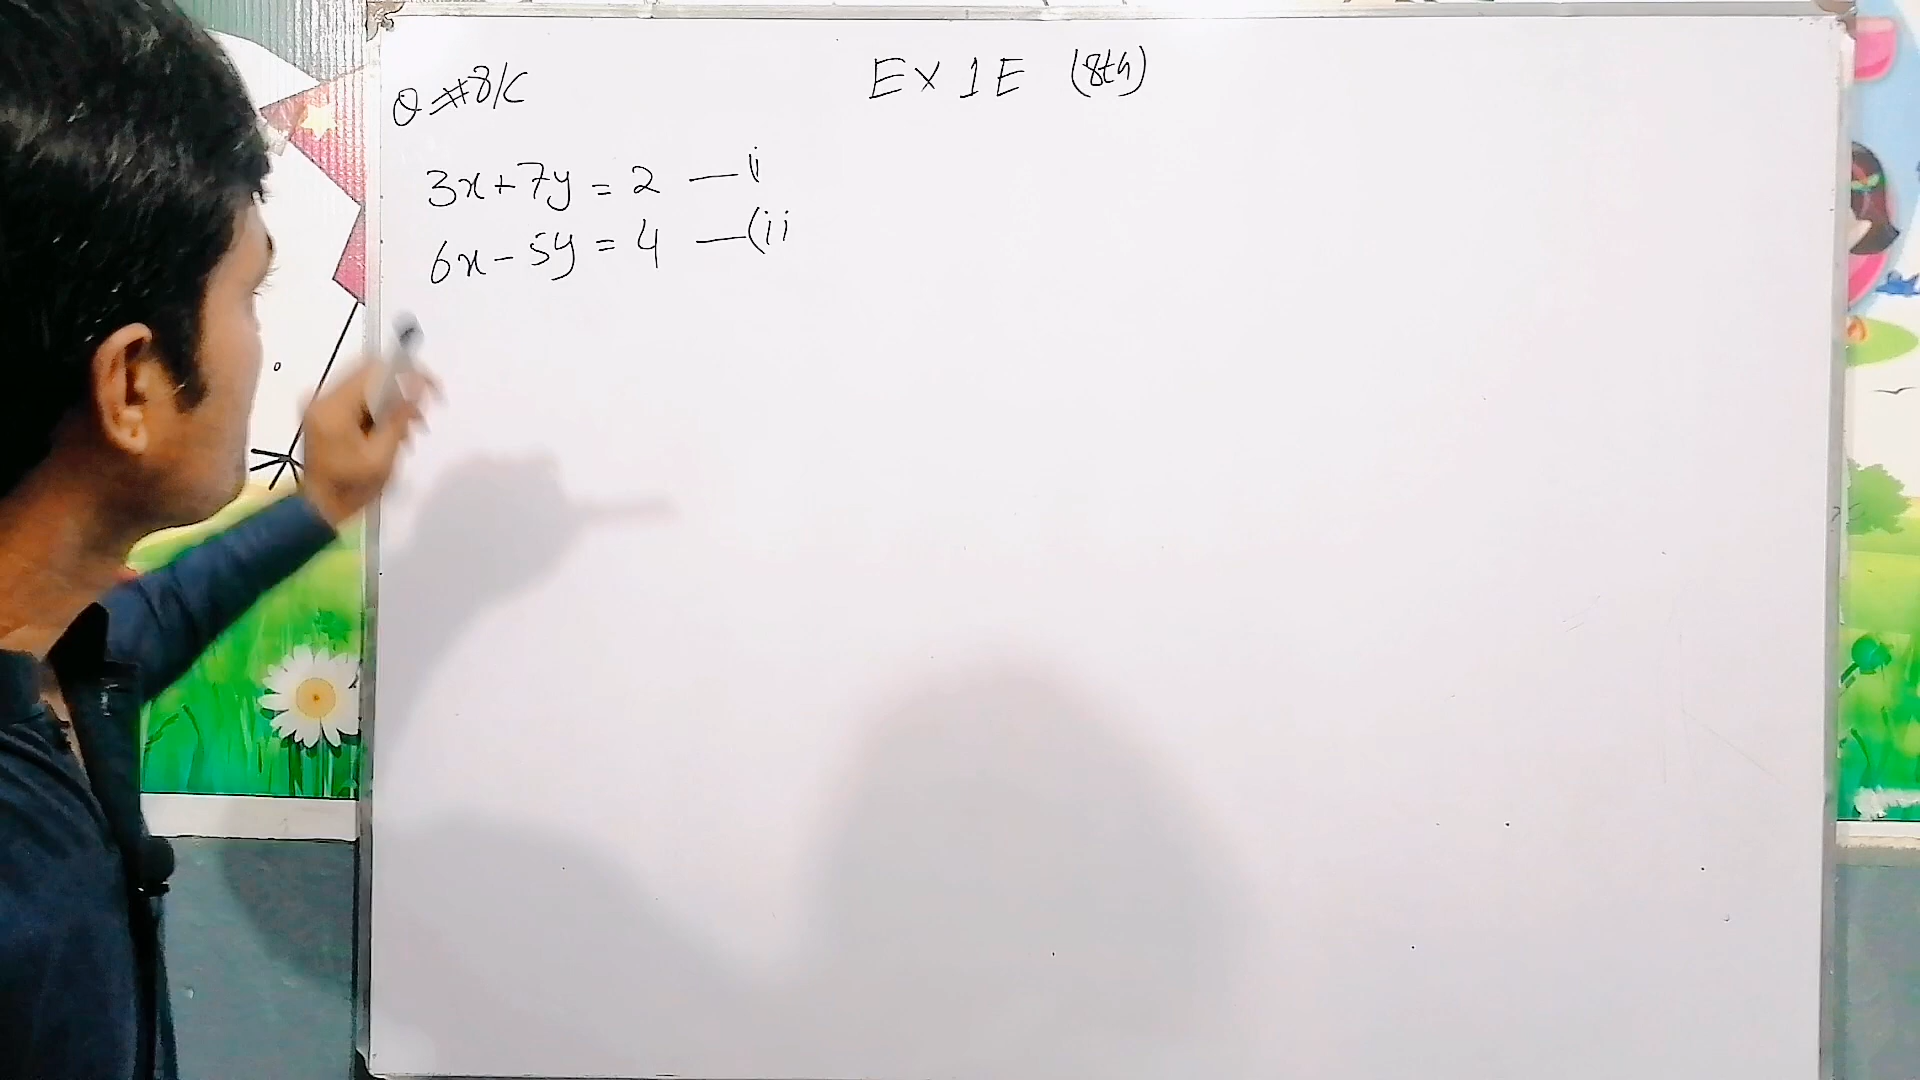 EX 1E (8th)
Q#8/C
3x+7y = 2 —i
6x-5y = 4 —(ii